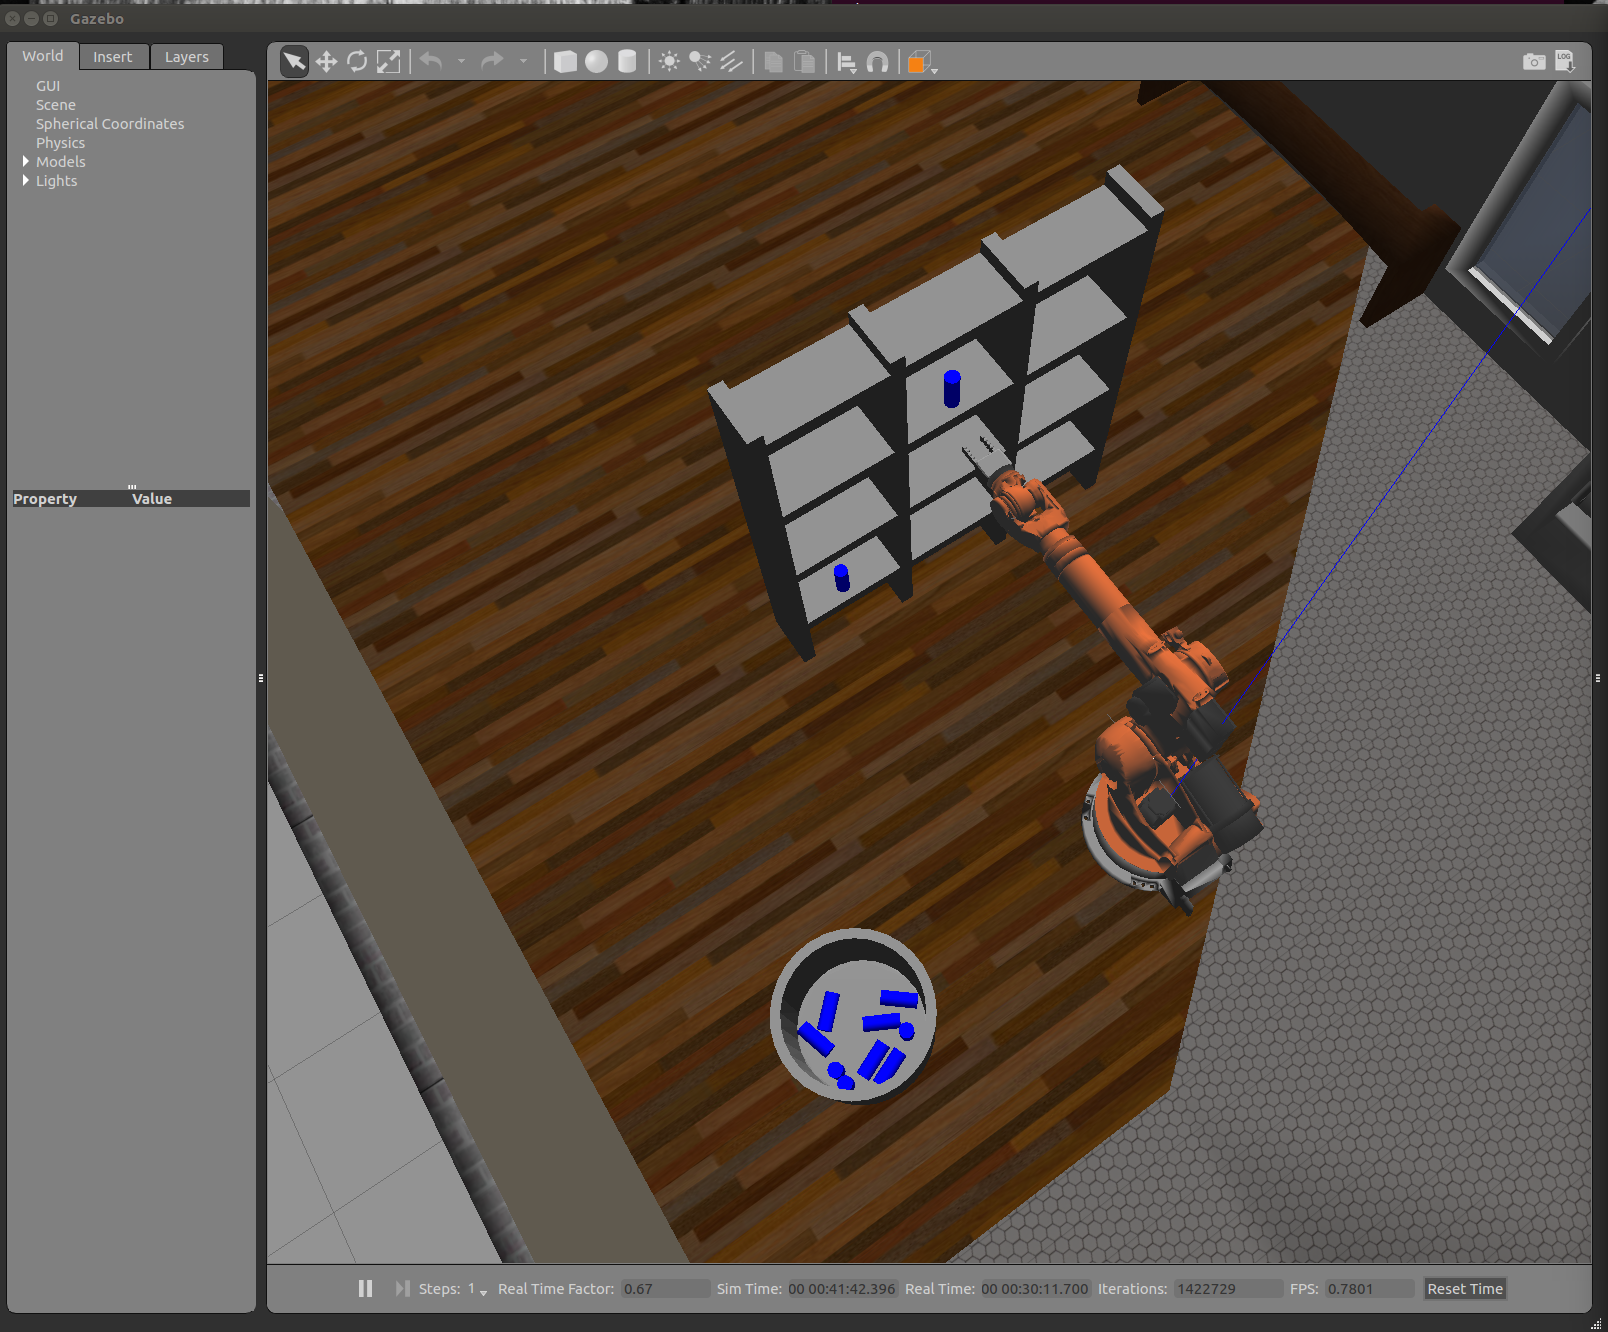 Gazebo
World Insert Layers
GUI
Scene
Spherical Coordinates
Physics
Models
Lights
Property Value
LOG
Steps: 1 Real Time Factor: 0.67 Sim Time: 00 00:41:42.396 Real Time: 00 00:30:11.700 Iterations: 1422729 FPS: 0.7801 Reset Time